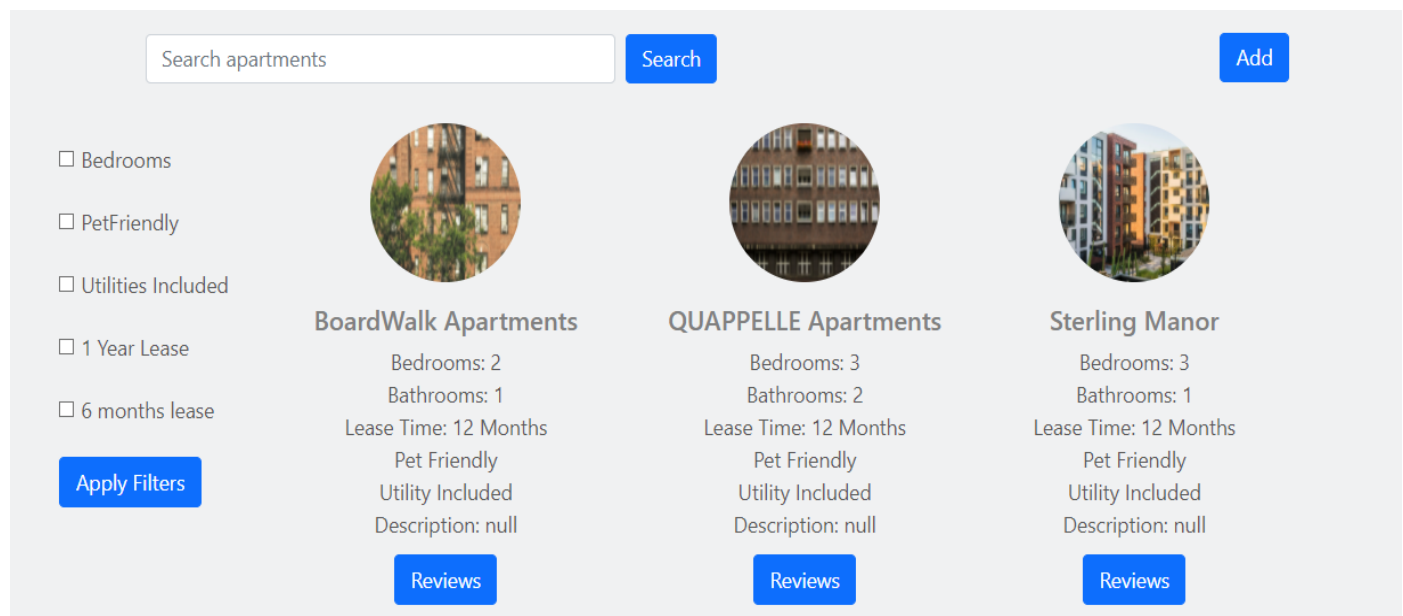 Search apartments
Search
Add
Bedrooms
PetFriendly
Utilities Included
1 Year Lease
6 months lease
Apply Filters
BoardWalk Apartments
Bedrooms: 2
Bathrooms: 1
Lease Time: 12 Months
Pet Friendly
Utility Included
Description: null
Reviews
QUAPPELLE Apartments
Bedrooms: 3
Bathrooms: 2
Lease Time: 12 Months
Pet Friendly
Utility Included
Description: null
Reviews
Sterling Manor
Bedrooms: 3
Bathrooms: 1
Lease Time: 12 Months
Pet Friendly
Utility Included
Description: null
Reviews